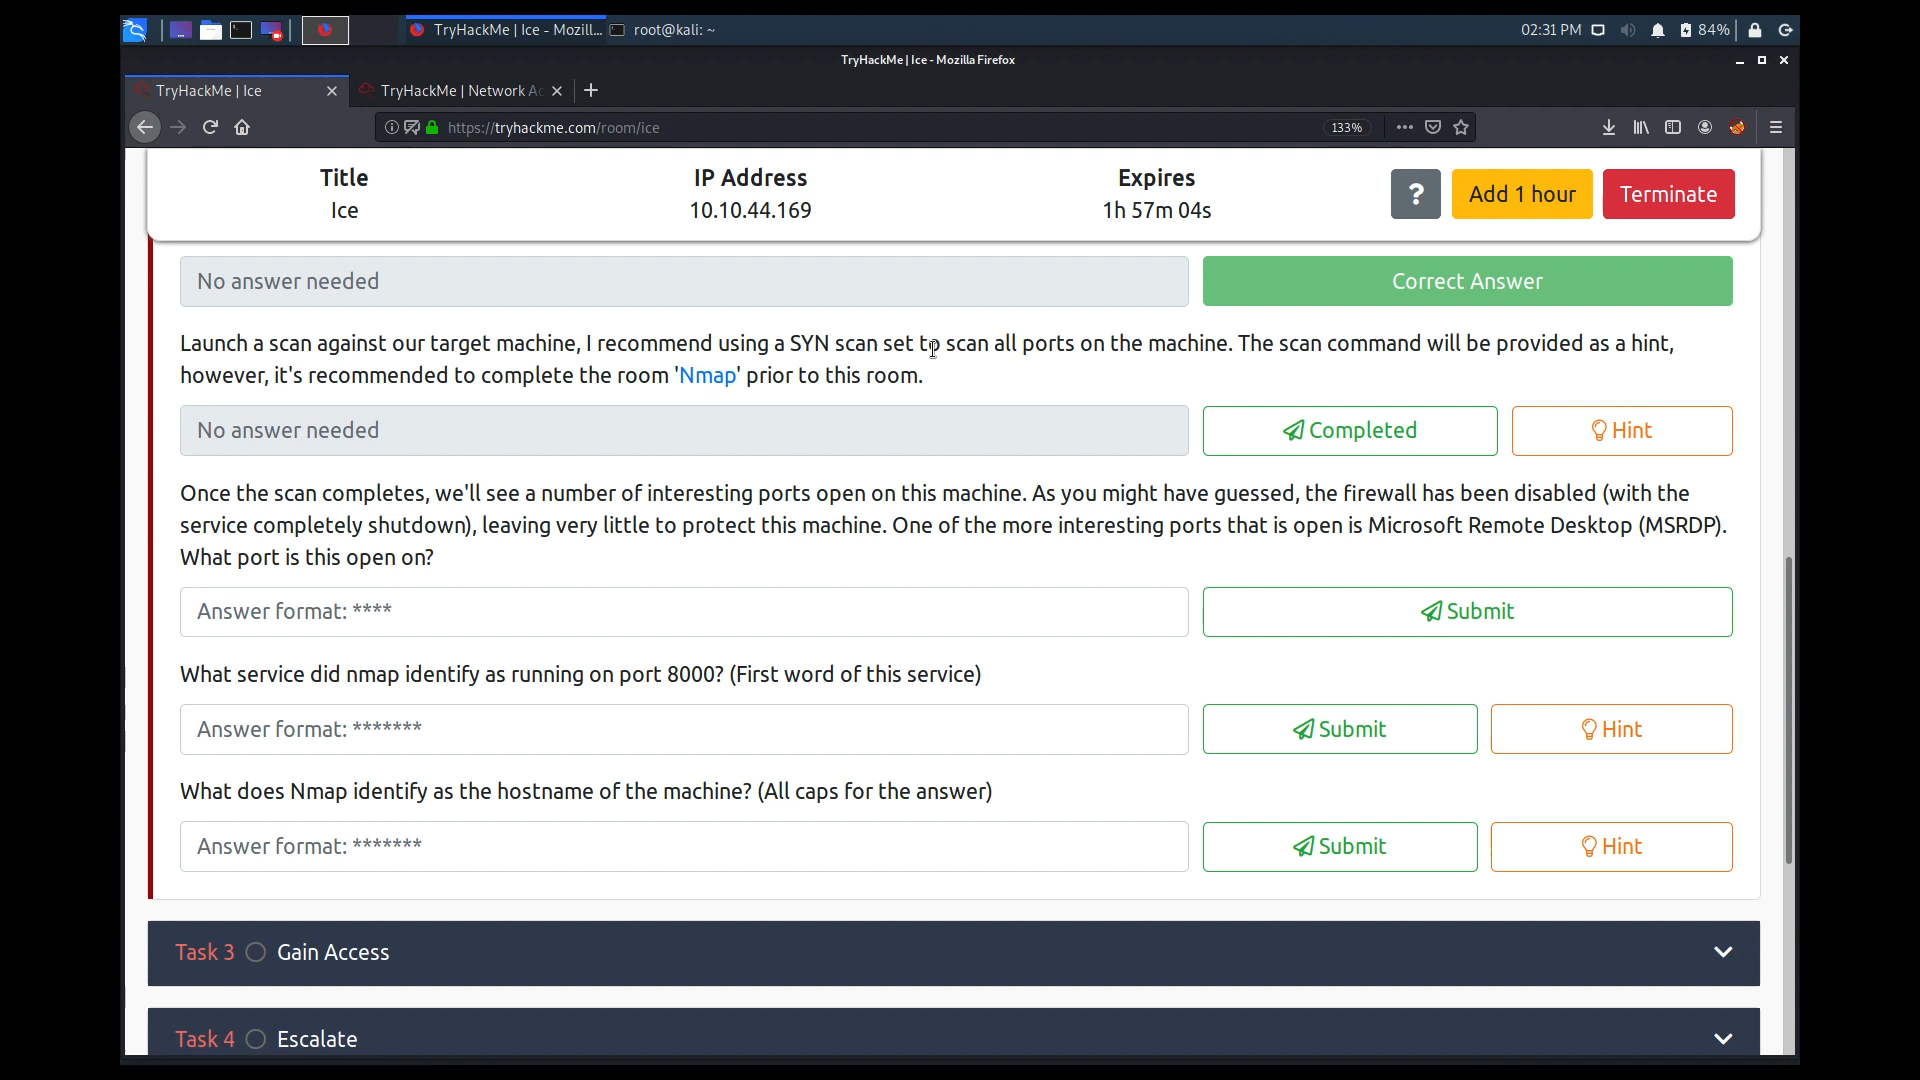 TryHackMe | Ice - Mozill...
root@kali: ~
02:31 PM
84%
TryHackMe | Ice - Mozilla Firefox
TryHackMe | Ice
TryHackMe | Network Ac
https://tryhackme.com/room/ice
133%
Title
IP Address
Expires
Ice
10.10.44.169
1h 57m 04s
?
Add 1 hour
Terminate
No answer needed
Correct Answer
Launch a scan against our target machine, I recommend using a SYN scan set to scan all ports on the machine. The scan command will be provided as a hint,
however, it's recommended to complete the room 'Nmap' prior to this room.
No answer needed
Completed
Hint
Once the scan completes, we'll see a number of interesting ports open on this machine. As you might have guessed, the firewall has been disabled (with the
service completely shutdown), leaving very little to protect this machine. One of the more interesting ports that is open is Microsoft Remote Desktop (MSRDP).
What port is this open on?
Answer format: ****
Submit
What service did nmap identify as running on port 8000? (First word of this service)
Answer format: *******
Submit
Hint
What does Nmap identify as the hostname of the machine? (All caps for the answer)
Answer format: *******
Submit
Hint
Task 3
Gain Access
Task 4
Escalate